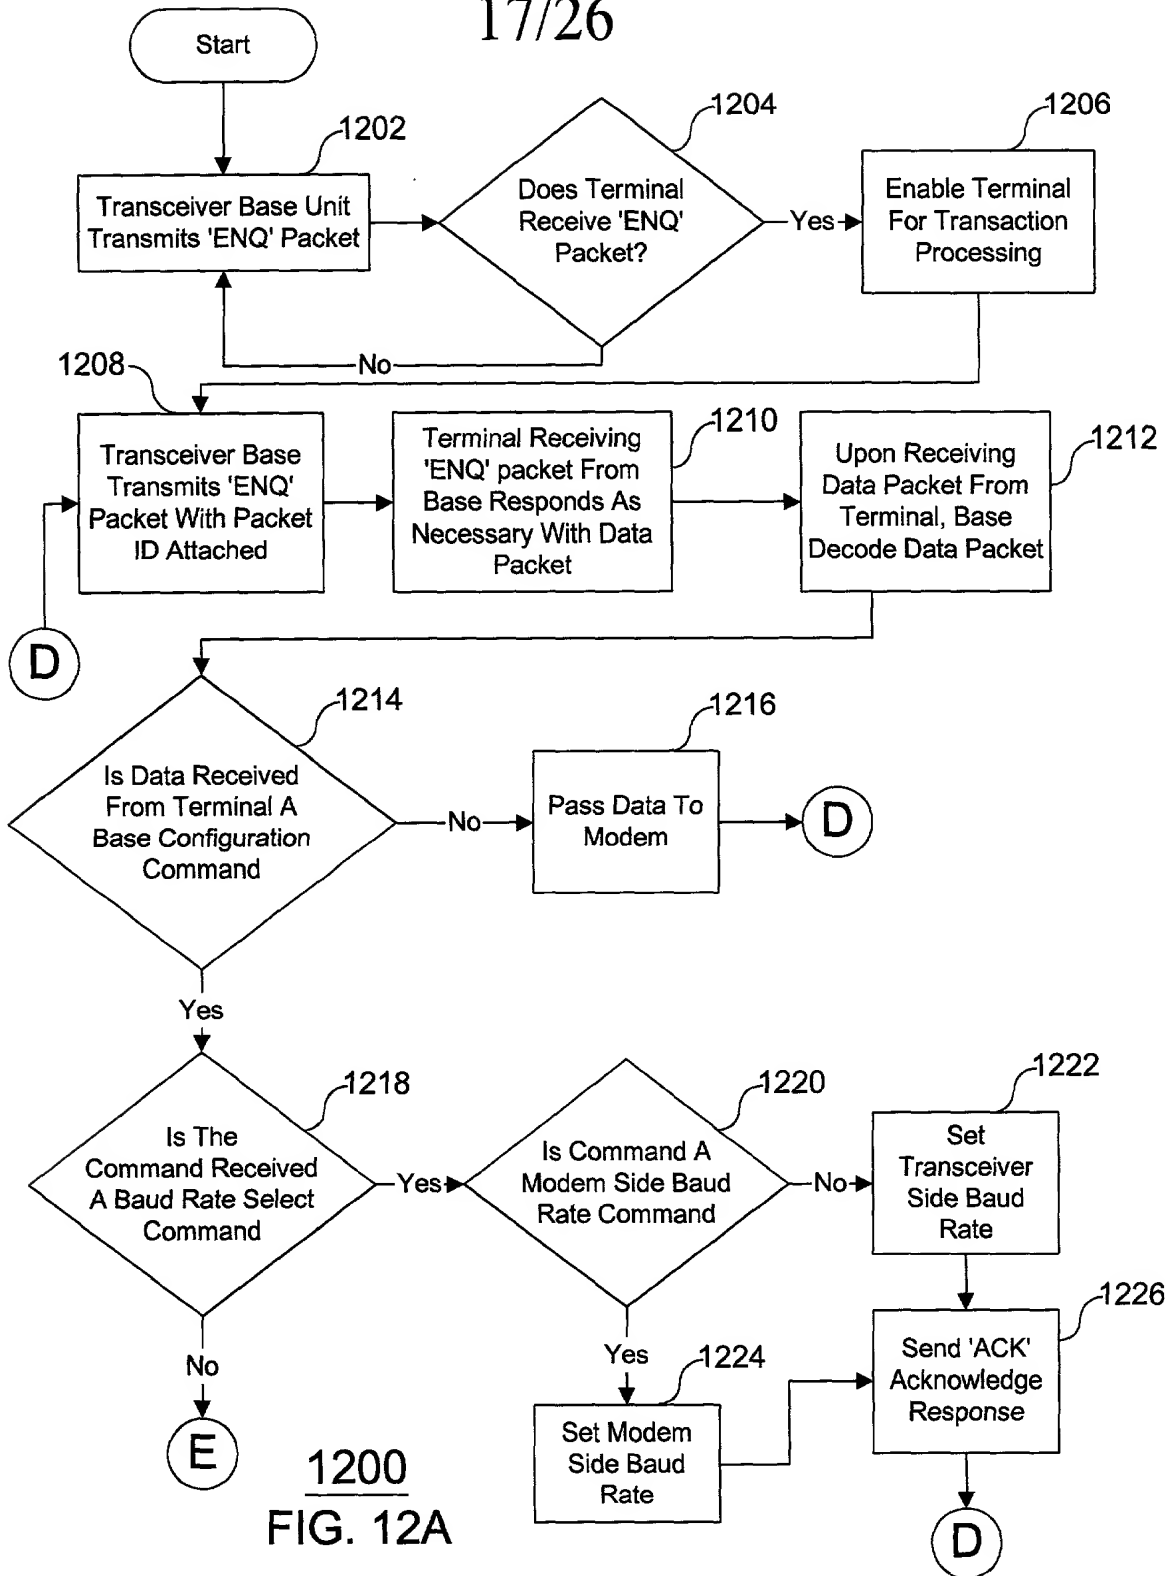 17/26
Start
1202
Transceiver Base Unit
Transmits 'ENQ' Packet
1204
Does Terminal
Receive 'ENQ'
Packet?
Yes
No
1206
Enable Terminal
For Transaction
Processing
1208
Transceiver Base
Transmits 'ENQ'
Packet With Packet
ID Attached
D
1210
Terminal Receiving
'ENQ' packet From
Base Responds As
Necessary With Data
Packet
1212
Upon Receiving
Data Packet From
Terminal, Base
Decode Data Packet
1214
Is Data Received
From Terminal A
Base Configuration
Command
No
1216
Pass Data To
Modem
D
Yes
1218
Is The
Command Received
A Baud Rate Select
Command
Yes
1220
Is Command A
Modem Side Baud
Rate Command
No
1222
Set
Transceiver
Side Baud
Rate
No
E
Yes
1224
Set Modem
Side Baud
Rate
1226
Send 'ACK'
Acknowledge
Response
D
1200
FIG. 12A